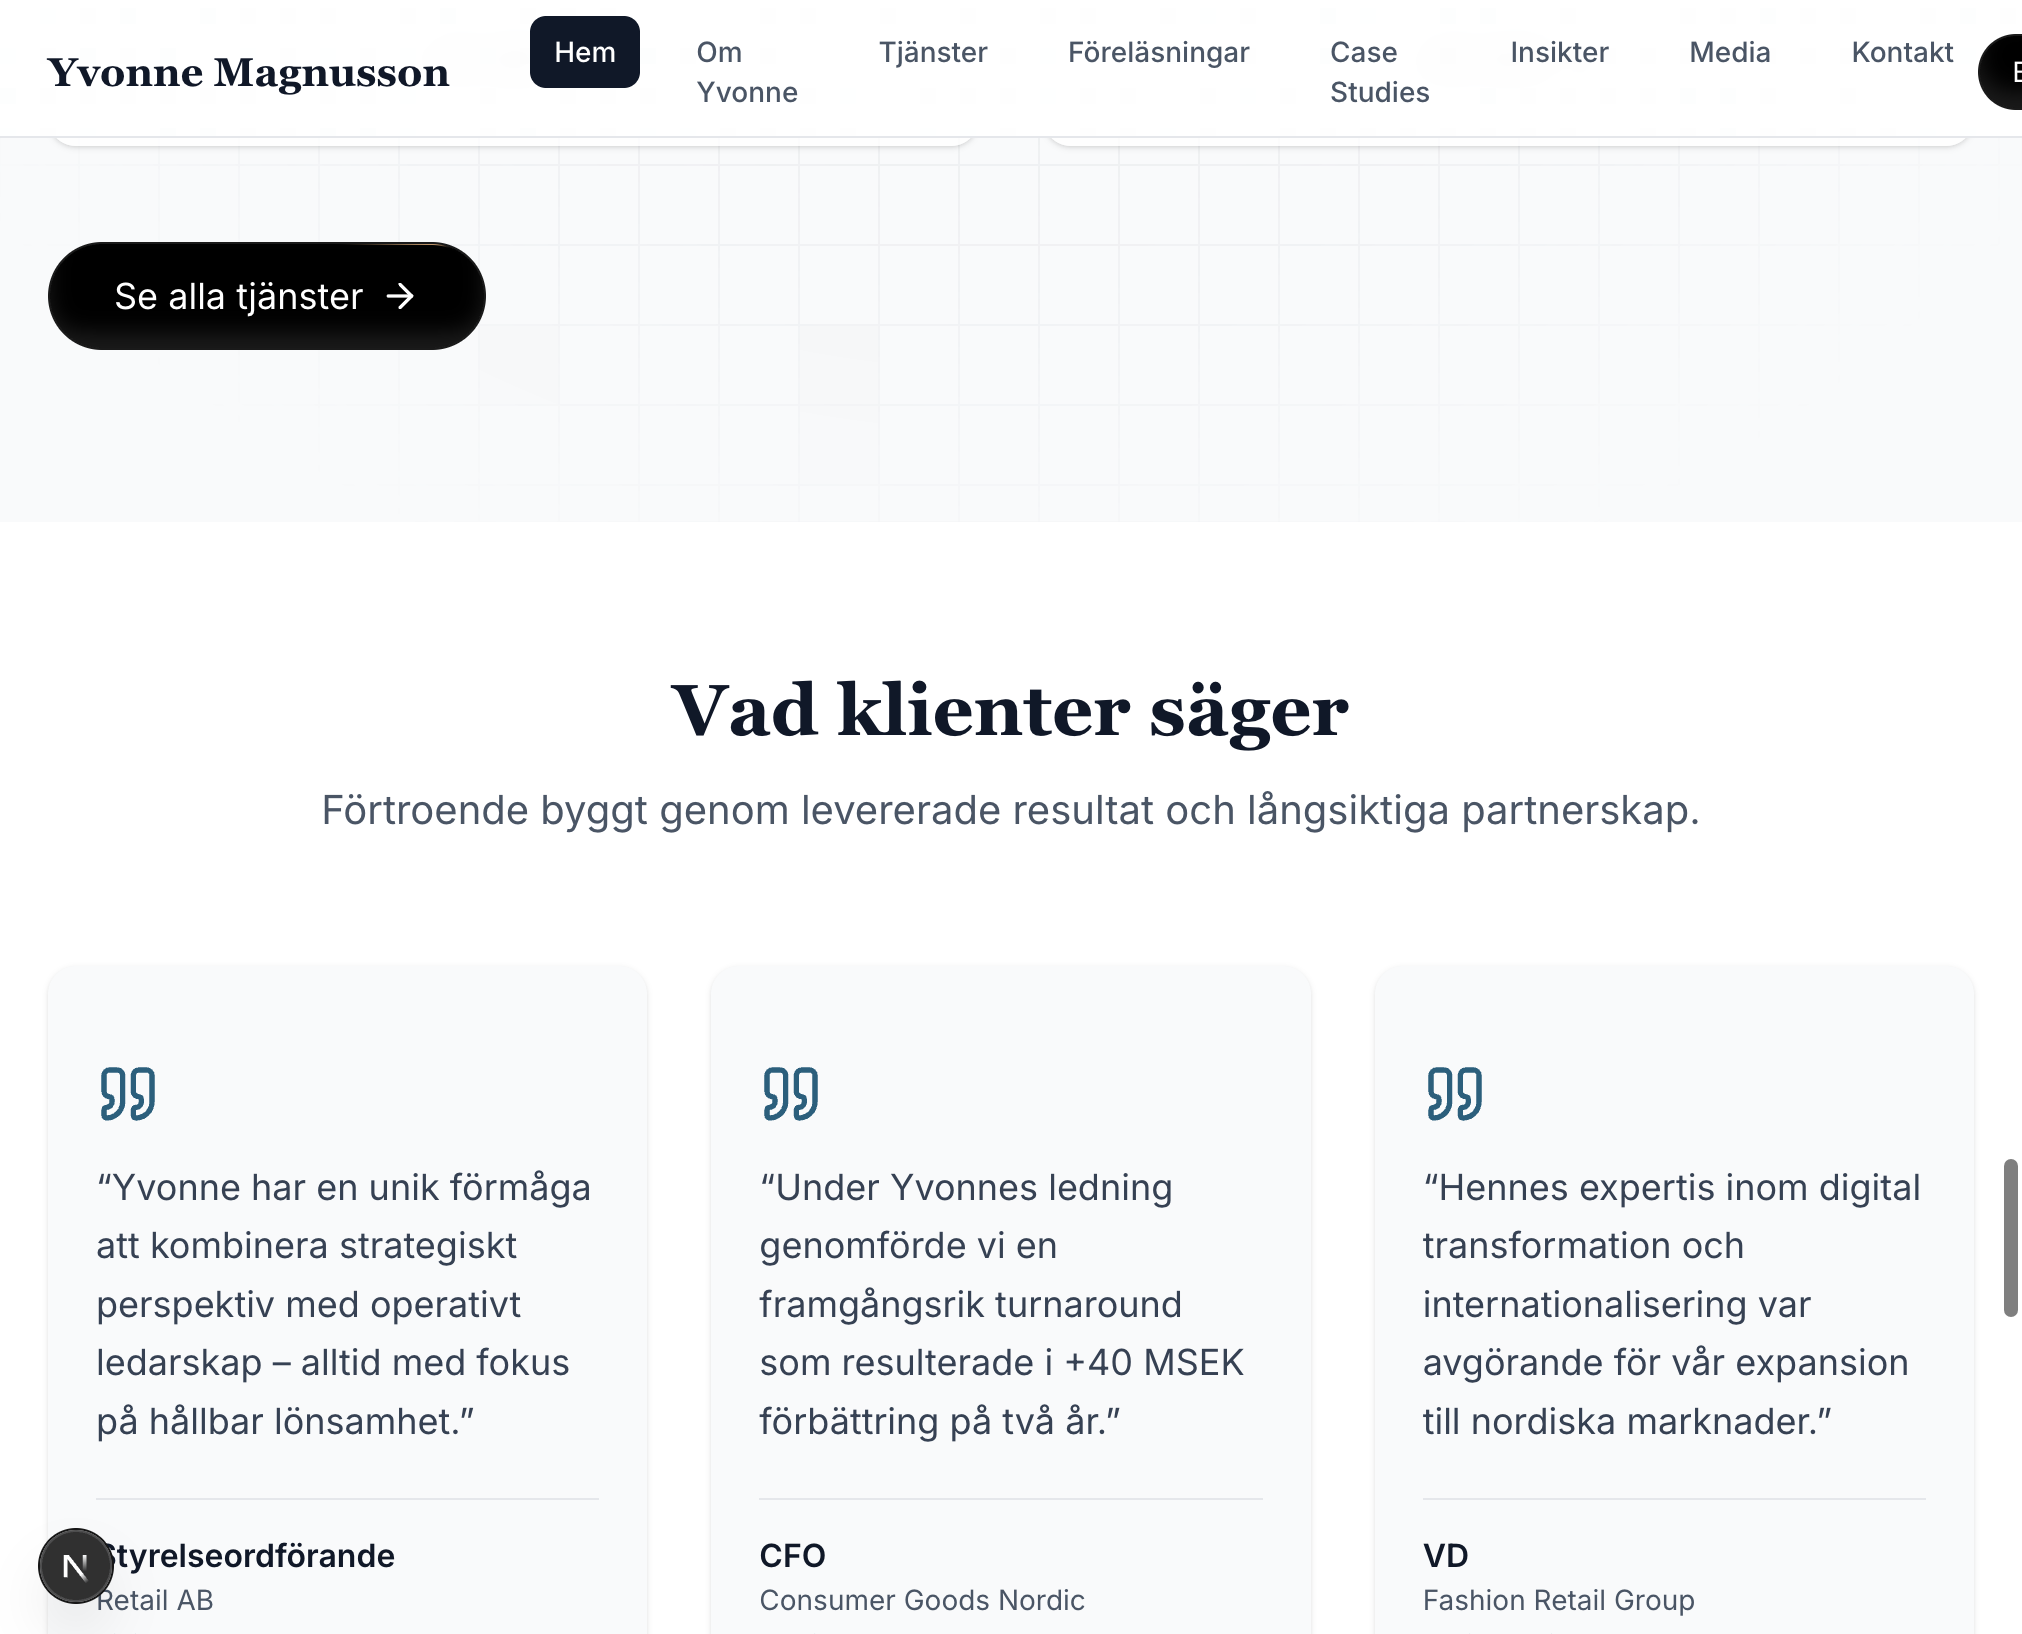 Yvonne Magnusson
Hem
Om
Yvonne
Tjänster
Föreläsningar
Case
Studies
Insikter
Media
Kontakt
Se alla tjänster →
Vad klienter säger
Förtroende byggt genom levererade resultat och långsiktiga partnerskap.
“Yvonne har en unik förmåga
att kombinera strategiskt
perspektiv med operativt
ledarskap – alltid med fokus
på hållbar lönsamhet.”
Styrelseordförande
Retail AB
“Under Yvonnes ledning
genomförde vi en
framgångsrik turnaround
som resulterade i +40 MSEK
förbättring på två år.”
CFO
Consumer Goods Nordic
“Hennes expertis inom digital
transformation och
internationalisering var
avgörande för vår expansion
till nordiska marknader.”
VD
Fashion Retail Group
N